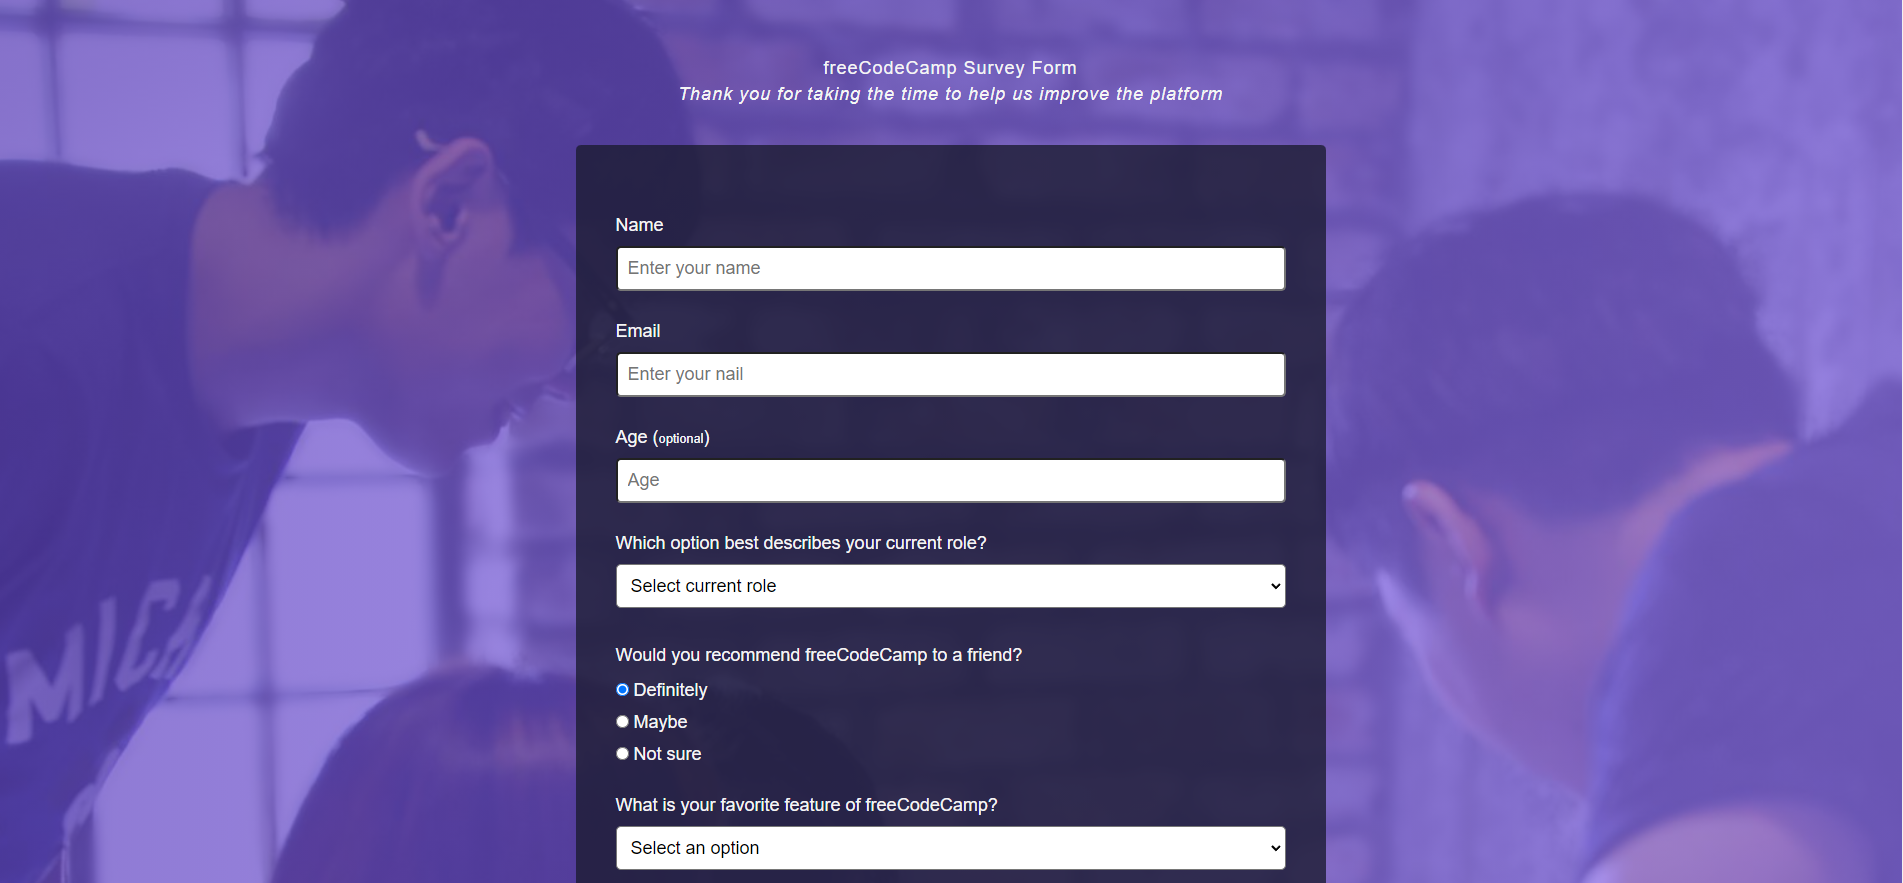 freeCodeCamp Survey Form
Thank you for taking the time to help us improve the platform
Name
Enter your name
Email
Enter your nail
Age (optional)
Age
Which option best describes your current role?
Select current role
Would you recommend freeCodeCamp to a friend?
Definitely
Maybe
Not sure
What is your favorite feature of freeCodeCamp?
Select an option
MICH